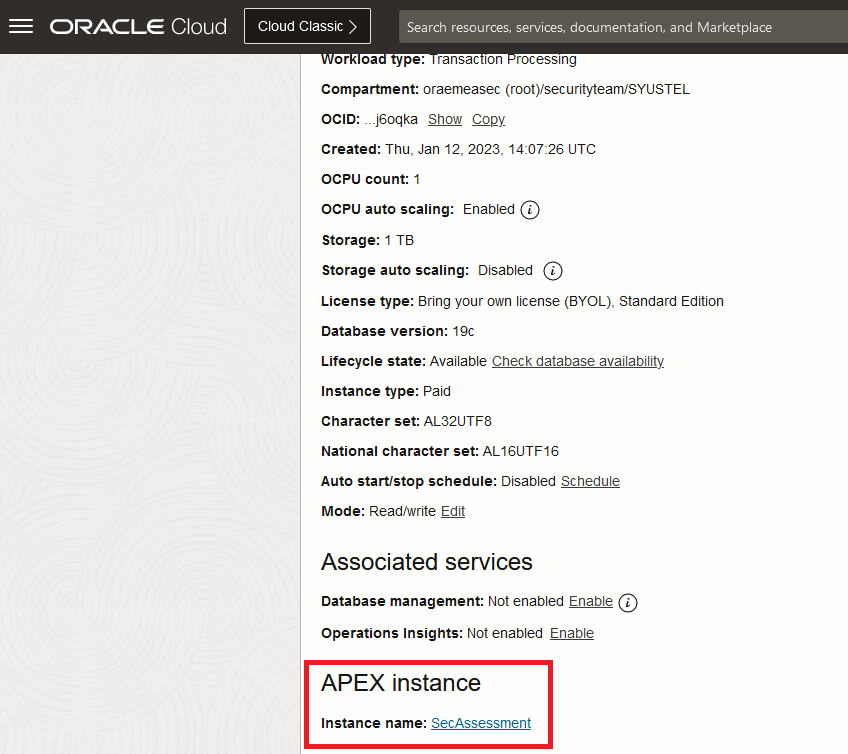 ORACLE Cloud
Cloud Classic >
Search resources, services, documentation, and Marketplace
Workload type: Transaction Processing
Compartment: oraemeasec (root)/securityteam/SYUSTEL
OCID: ...j6oqka Show Copy
Created: Thu, Jan 12, 2023, 14:07:26 UTC
OCPU count: 1
OCPU auto scaling: Enabled i
Storage: 1 TB
Storage auto scaling: Disabled i
License type: Bring your own license (BYOL), Standard Edition
Database version: 19c
Lifecycle state: Available Check database availability
Instance type: Paid
Character set: AL32UTF8
National character set: AL16UTF16
Auto start/stop schedule: Disabled Schedule
Mode: Read/write Edit
Associated services
Database management: Not enabled Enable i
Operations Insights: Not enabled Enable
APEX instance
Instance name: SecAssessment